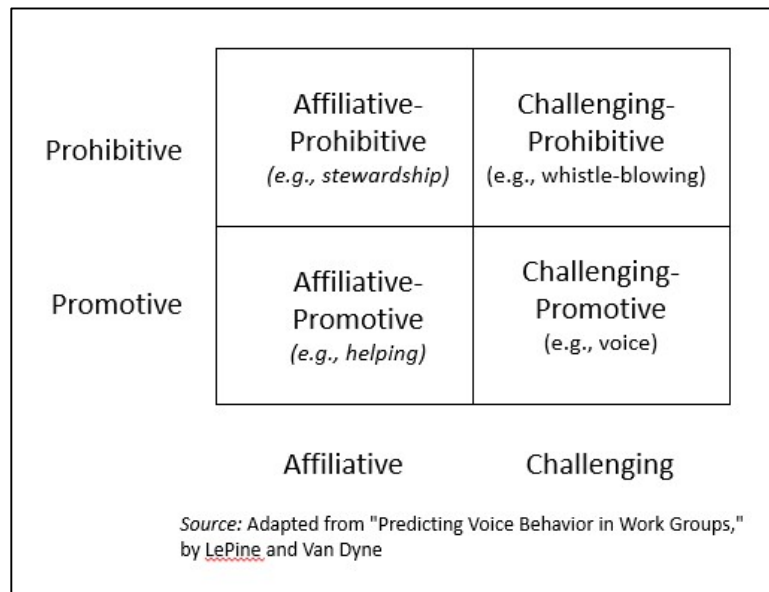 Prohibitive
Affiliative-
Prohibitive
(e.g., stewardship)
Challenging-
Prohibitive
(e.g., whistle-blowing)
Promotive
Affiliative-
Promotive
(e.g., helping)
Challenging-
Promotive
(e.g., voice)
Affiliative
Challenging
Source: Adapted from "Predicting Voice Behavior in Work Groups,"
by LePine and Van Dyne